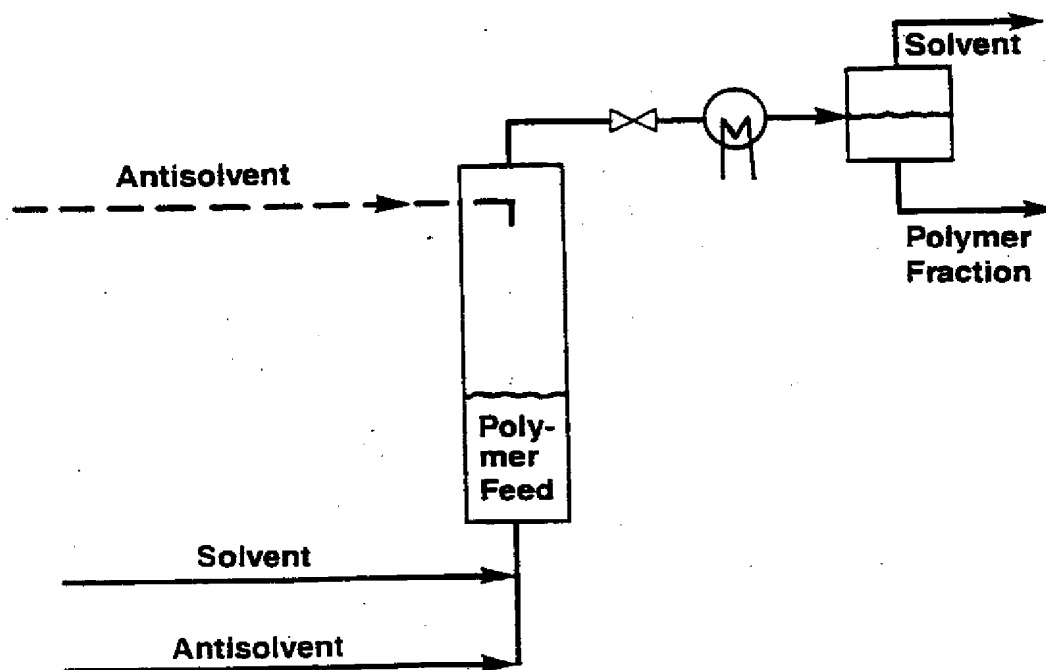 Solvent
Antisolvent
Polymer
Fraction
Poly-
mer
Feed
Solvent
Antisolvent